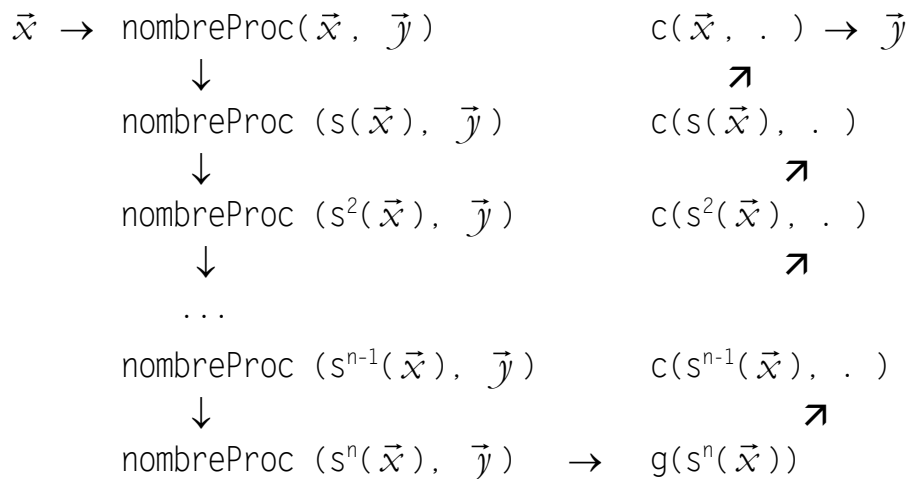 x⃗ → nombreProc(x⃗, y⃗) c(x⃗, . ) → y⃗
↓ ↗
nombreProc (s(x⃗), y⃗) c(s(x⃗), . )
↓ ↗
nombreProc (s²(x⃗), y⃗) c(s²(x⃗), . )
↓ ↗
...
nombreProc (sⁿ⁻¹(x⃗), y⃗) c(sⁿ⁻¹(x⃗), . )
↓ ↗
nombreProc (sⁿ(x⃗), y⃗) → g(sⁿ(x⃗))